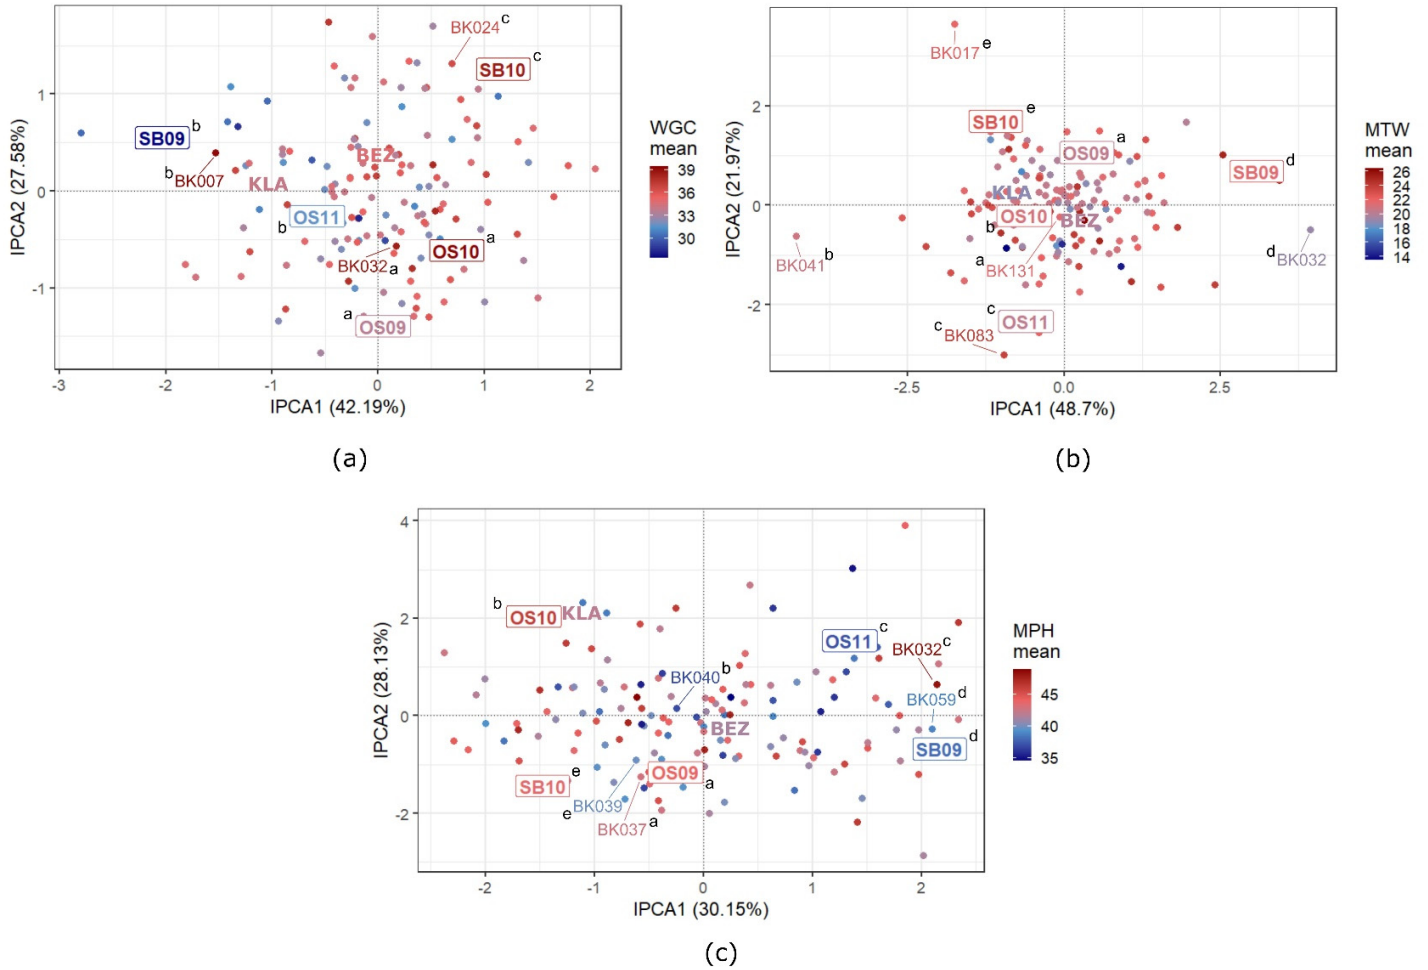 BK024 c
SB10 c
SB09 b
b BK007
BEZ
KLA
OS11
b
OS10 a
BK032 a
a
OS09
1
0
-1
-3 -2 -1 0 1 2
IPCA2 (27.58%)
IPCA1 (42.19%)
WGC
mean
39
36
33
30
(a)
BK017 e
SB10 e
a
OS09
SB09 d
KLA
OS10
BEZ
b
BK041 b
a
BK131
d BK032
c
OS11
c BK083
2
0
-2
-2.5 0.0 2.5
IPCA2 (21.97%)
IPCA1 (48.7%)
MTW
mean
26
24
22
20
18
16
14
(b)
b OS10 KLA
OS11 c
BK032 c
BK040 b
BK059 d
BEZ
SB09 d
OS09
a
SB10 e
e BK039
BK037 a
4
2
0
-2
-2 -1 0 1 2
IPCA2 (28.13%)
IPCA1 (30.15%)
MPH
mean
45
40
35
(c)